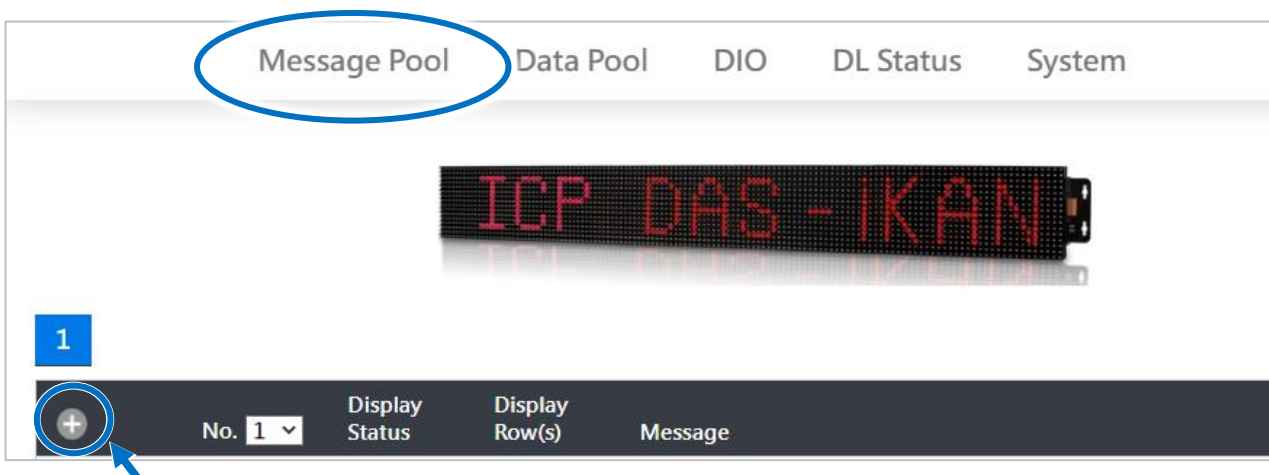 Message Pool Data Pool DIO DL Status System
ICP DAS-iKAN
1
No. 1 Display Status Display Row(s) Message